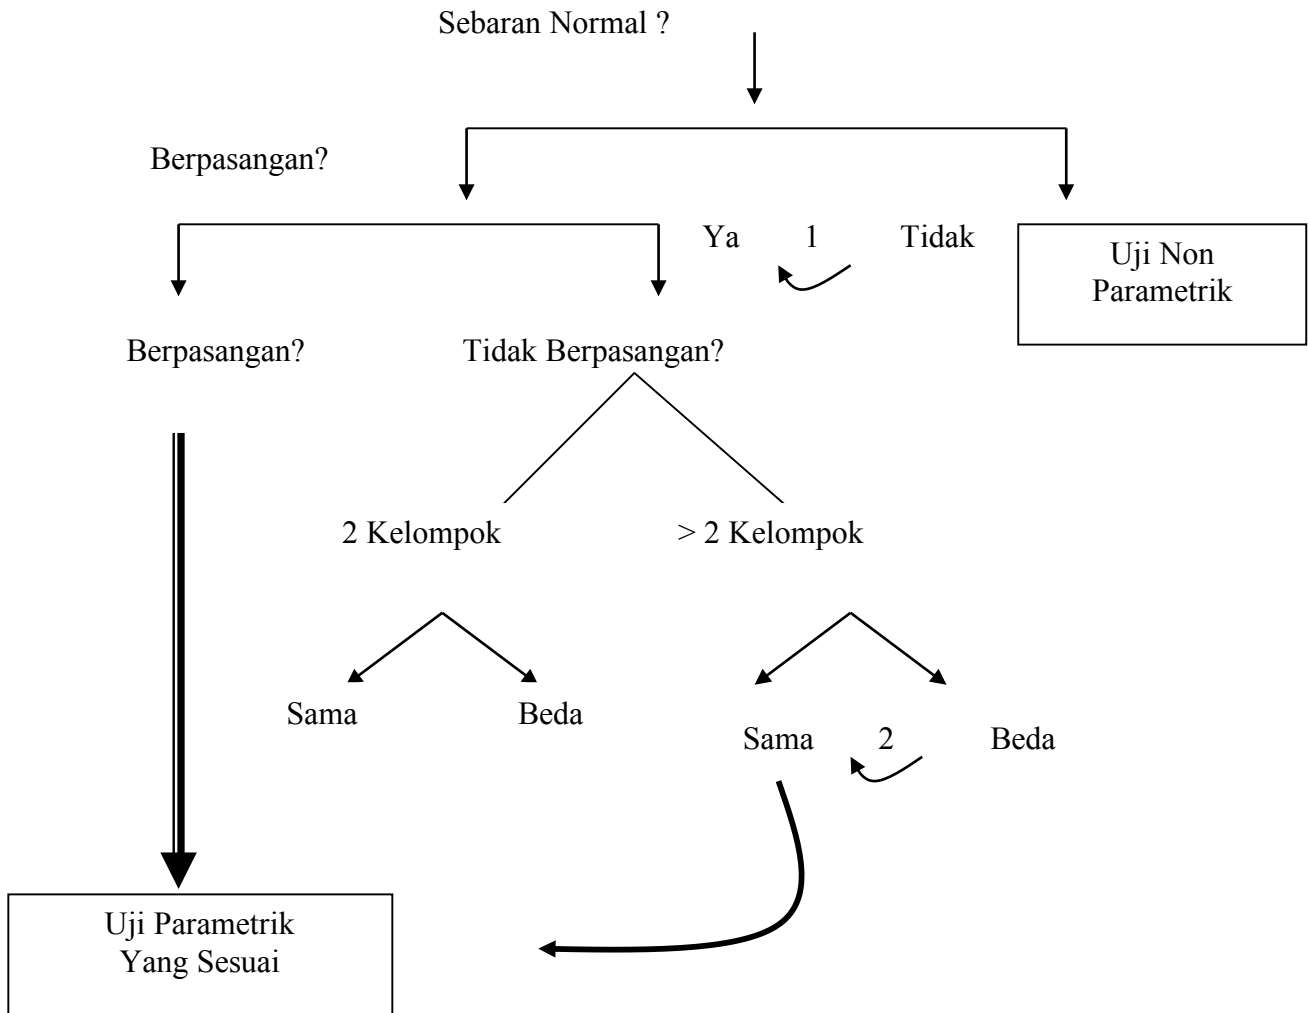 Sebaran Normal ?
Berpasangan?
Ya 1 Tidak
Uji Non
Parametrik
Berpasangan? Tidak Berpasangan?
2 Kelompok > 2 Kelompok
Sama Beda
Sama 2 Beda
Uji Parametrik
Yang Sesuai